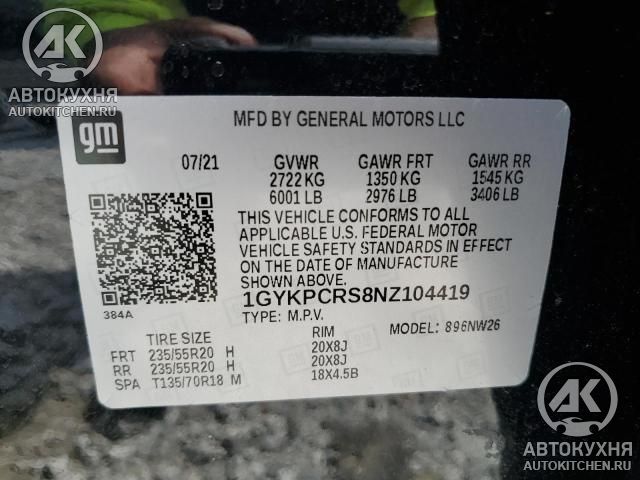 AK
АВТОКУХНЯ
AUTOKITCHEN.RU
gm
MFD BY GENERAL MOTORS LLC
07/21 GVWR GAWR FRT GAWR RR
2722 KG 1350 KG 1545 KG
6001 LB 2976 LB 3406 LB
THIS VEHICLE CONFORMS TO ALL
APPLICABLE U.S. FEDERAL MOTOR
VEHICLE SAFETY STANDARDS IN EFFECT
ON THE DATE OF MANUFACTURE
SHOWN ABOVE.
384A 1GYKPCRS8NZ104419
TYPE: M.P.V.
TIRE SIZE RIM MODEL: 896NW26
FRT 235/55R20 H 20X8J
RR 235/55R20 H 20X8J
SPA T135/70R18 M 18X4.5B
AK
АВТОКУХНЯ
AUTOKITCHEN.RU